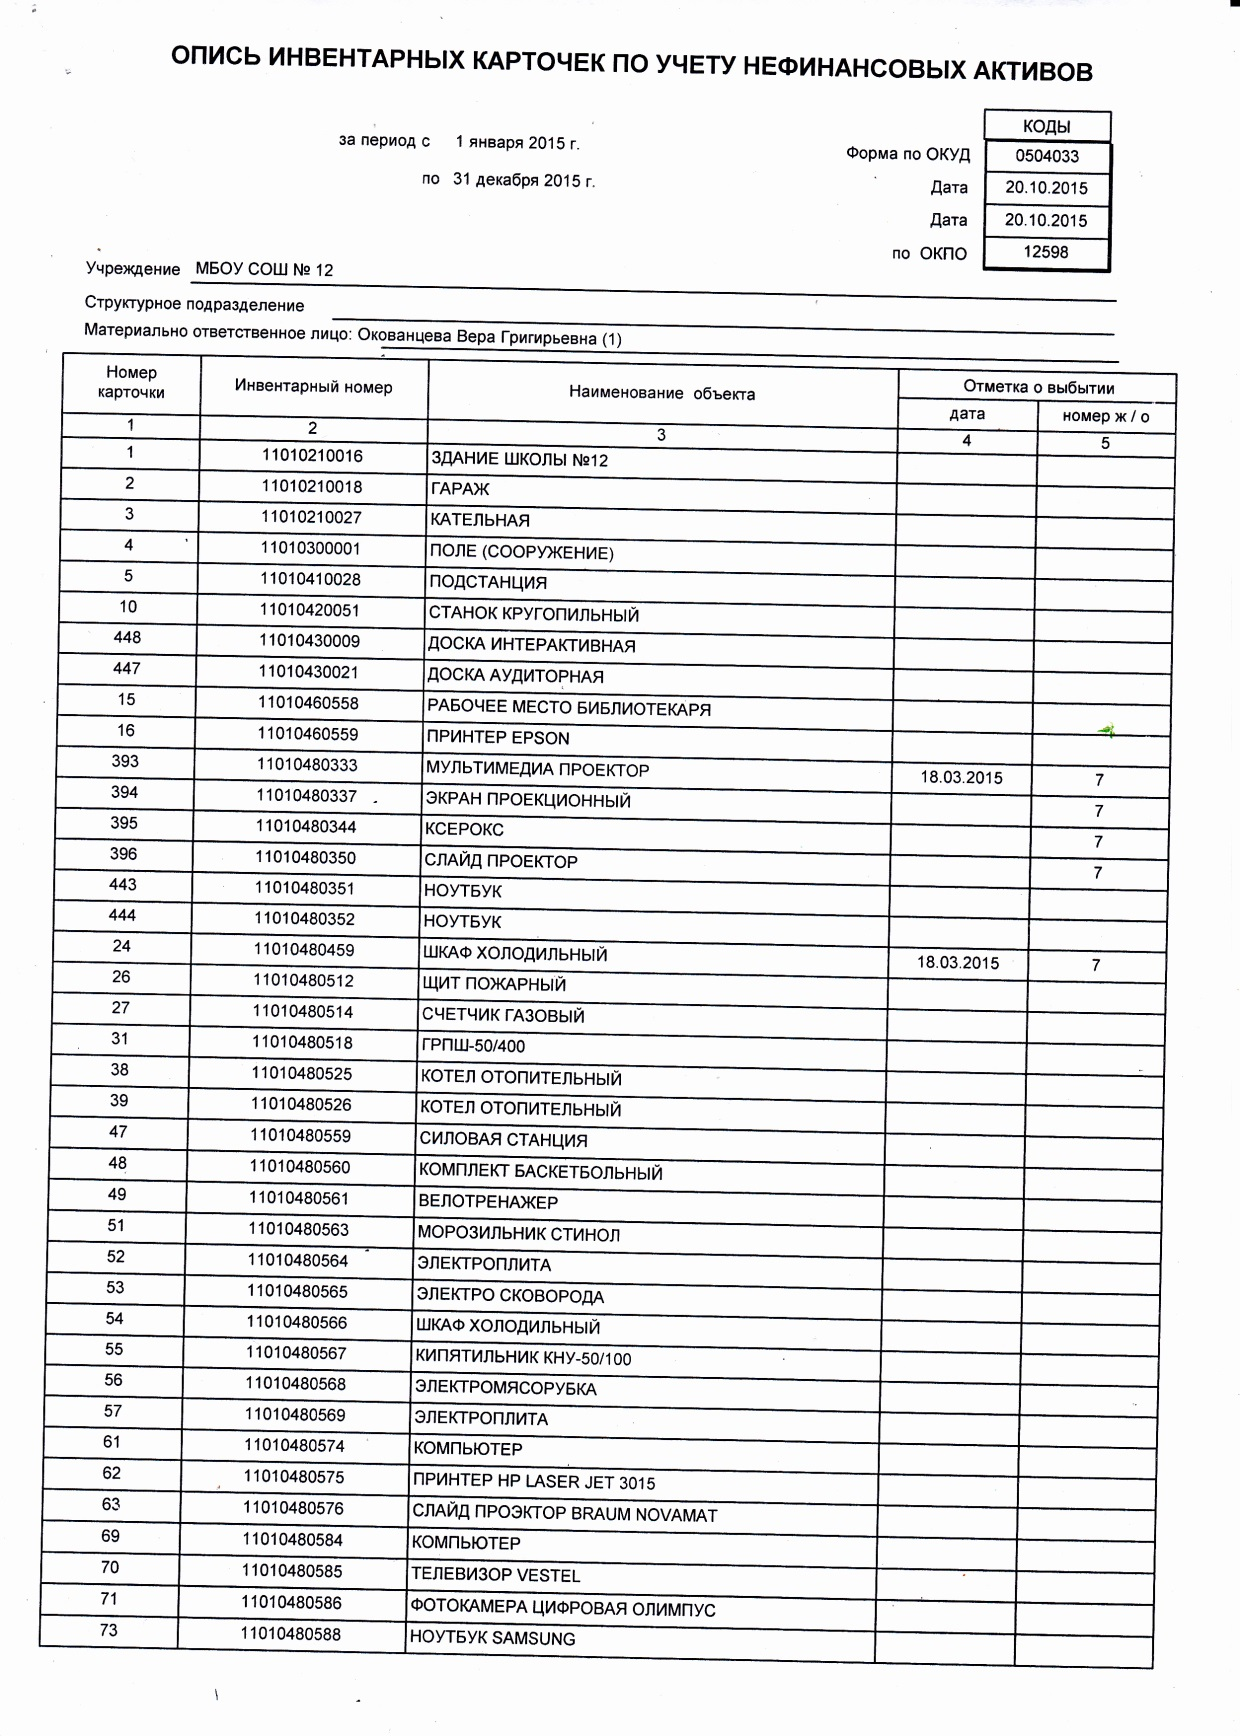 ОПИСЬ ИНВЕНТАРНЫХ КАРТОЧЕК ПО УЧЕТУ НЕФИНАНСОВЫХ АКТИВОВ
КОДЫ
за период с 1 января 2015 г. Форма по ОКУД 0504033
по 31 декабря 2015 г. Дата 20.10.2015
Дата 20.10.2015
по ОКПО 12598
Учреждение МБОУ СОШ № 12
Структурное подразделение
Материально ответственное лицо: Окованцева Вера Григирьевна (1)
Номер карточки Инвентарный номер Наименование объекта Отметка о выбытии
дата номер ж / о
1 2 3 4 5
1 11010210016 ЗДАНИЕ ШКОЛЫ №12
2 11010210018 ГАРАЖ
3 11010210027 КАТЕЛЬНАЯ
4 11010300001 ПОЛЕ (СООРУЖЕНИЕ)
5 11010410028 ПОДСТАНЦИЯ
10 11010420051 СТАНОК КРУГОПИЛЬНЫЙ
448 11010430009 ДОСКА ИНТЕРАКТИВНАЯ
447 11010430021 ДОСКА АУДИТОРНАЯ
15 11010460558 РАБОЧЕЕ МЕСТО БИБЛИОТЕКАРЯ
16 11010460559 ПРИНТЕР EPSON
393 11010480333 МУЛЬТИМЕДИА ПРОЕКТОР 18.03.2015 7
394 11010480337 ЭКРАН ПРОЕКЦИОННЫЙ 7
395 11010480344 КСЕРОКС 7
396 11010480350 СЛАЙД ПРОЕКТОР 7
443 11010480351 НОУТБУК
444 11010480352 НОУТБУК
24 11010480459 ШКАФ ХОЛОДИЛЬНЫЙ 18.03.2015 7
26 11010480512 ЩИТ ПОЖАРНЫЙ
27 11010480514 СЧЕТЧИК ГАЗОВЫЙ
31 11010480518 ГРПШ-50/400
38 11010480525 КОТЕЛ ОТОПИТЕЛЬНЫЙ
39 11010480526 КОТЕЛ ОТОПИТЕЛЬНЫЙ
47 11010480559 СИЛОВАЯ СТАНЦИЯ
48 11010480560 КОМПЛЕКТ БАСКЕТБОЛЬНЫЙ
49 11010480561 ВЕЛОТРЕНАЖЕР
51 11010480563 МОРОЗИЛЬНИК СТИНОЛ
52 11010480564 ЭЛЕКТРОПЛИТА
53 11010480565 ЭЛЕКТРО СКОВОРОДА
54 11010480566 ШКАФ ХОЛОДИЛЬНЫЙ
55 11010480567 КИПЯТИЛЬНИК КНУ-50/100
56 11010480568 ЭЛЕКТРОМЯСОРУБКА
57 11010480569 ЭЛЕКТРОПЛИТА
61 11010480574 КОМПЬЮТЕР
62 11010480575 ПРИНТЕР HP LASER JET 3015
63 11010480576 СЛАЙД ПРОЭКТОР BRAUM NOVAMAT
69 11010480584 КОМПЬЮТЕР
70 11010480585 ТЕЛЕВИЗОР VESTEL
71 11010480586 ФОТОКАМЕРА ЦИФРОВАЯ ОЛИМПУС
73 11010480588 НОУТБУК SAMSUNG